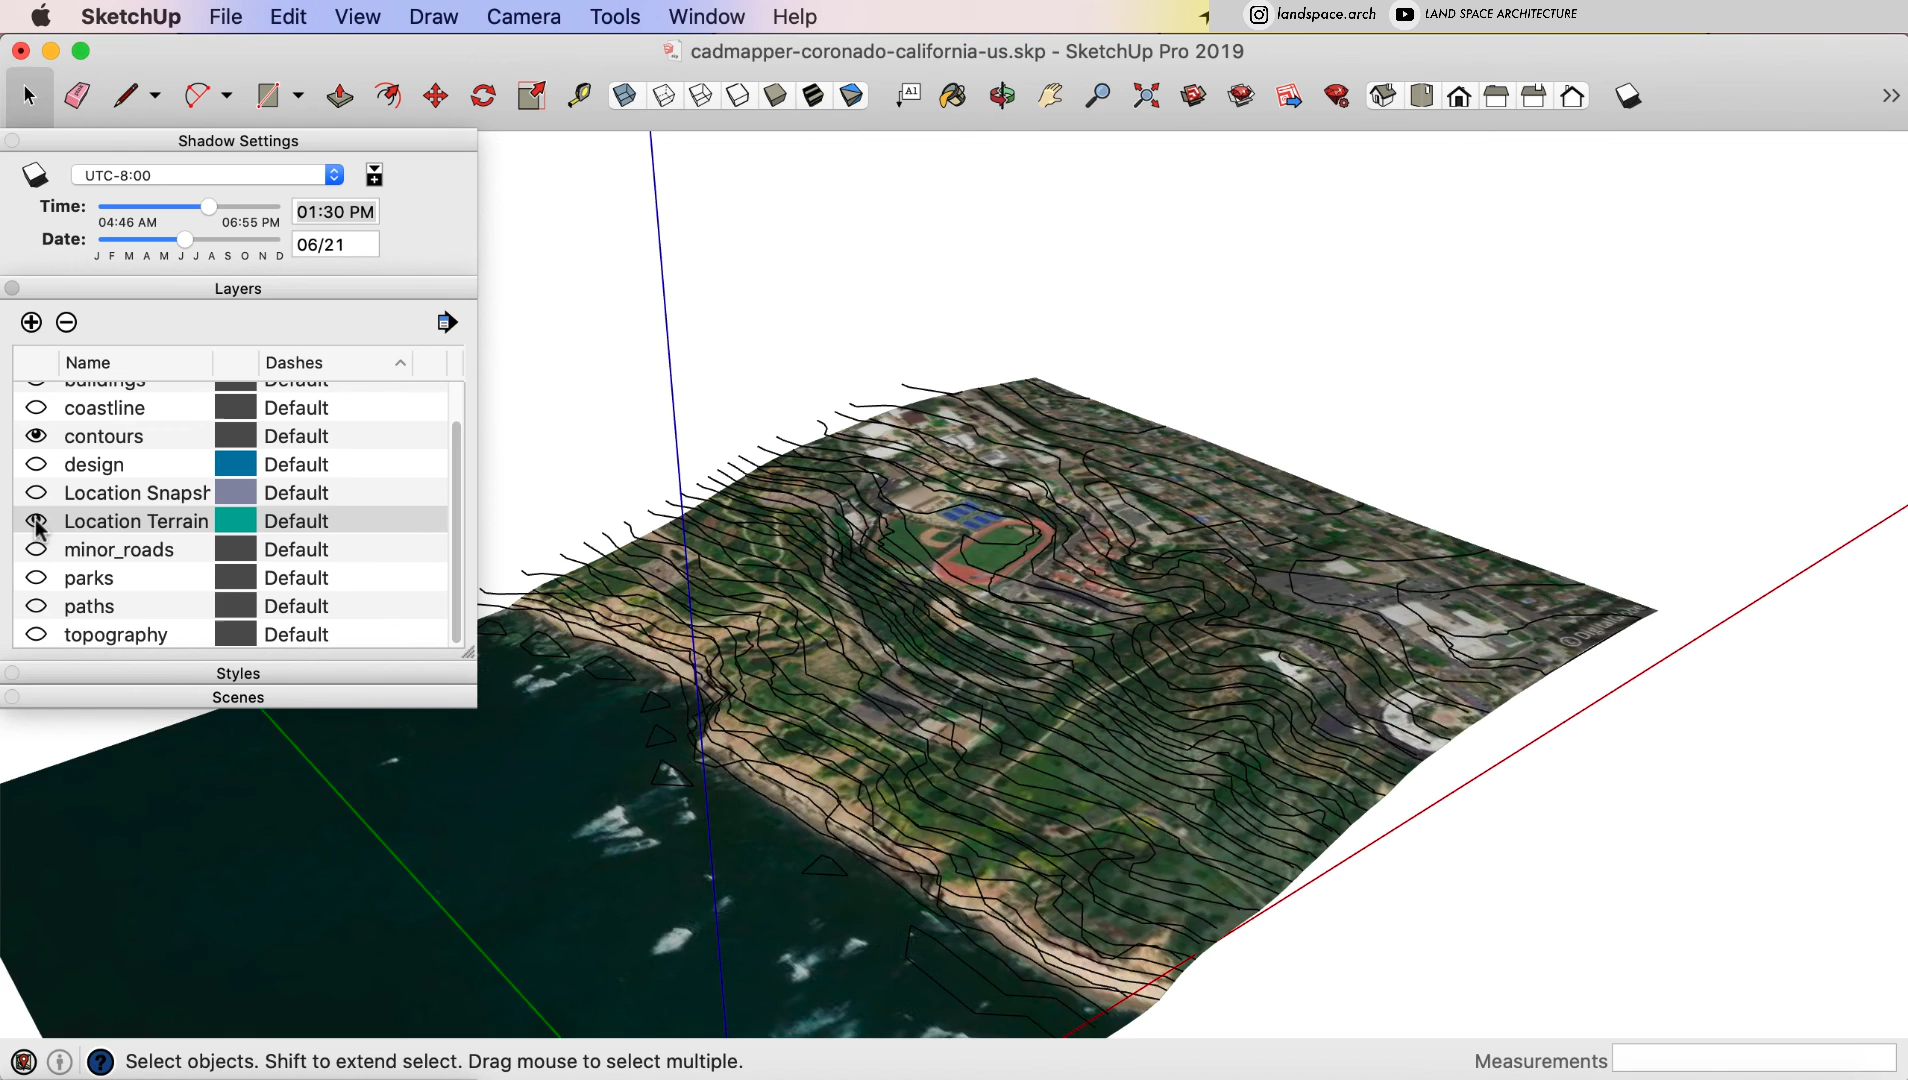 SketchUp File Edit View Draw Camera Tools Window Help landspace.arch LAND SPACE ARCHITECTURE
cadmapper-coronado-california-us.skp - SketchUp Pro 2019
A1
Shadow Settings
UTC-8:00
Time: 01:30 PM
04:46 AM 06:55 PM
Date: 06/21
J F M A M J J A S O N D
Layers
Name Dashes
buildings Default
coastline Default
contours Default
design Default
Location Snapsh Default
Location Terrain Default
minor_roads Default
parks Default
paths Default
topography Default
Styles
Scenes
? Select objects. Shift to extend select. Drag mouse to select multiple. Measurements